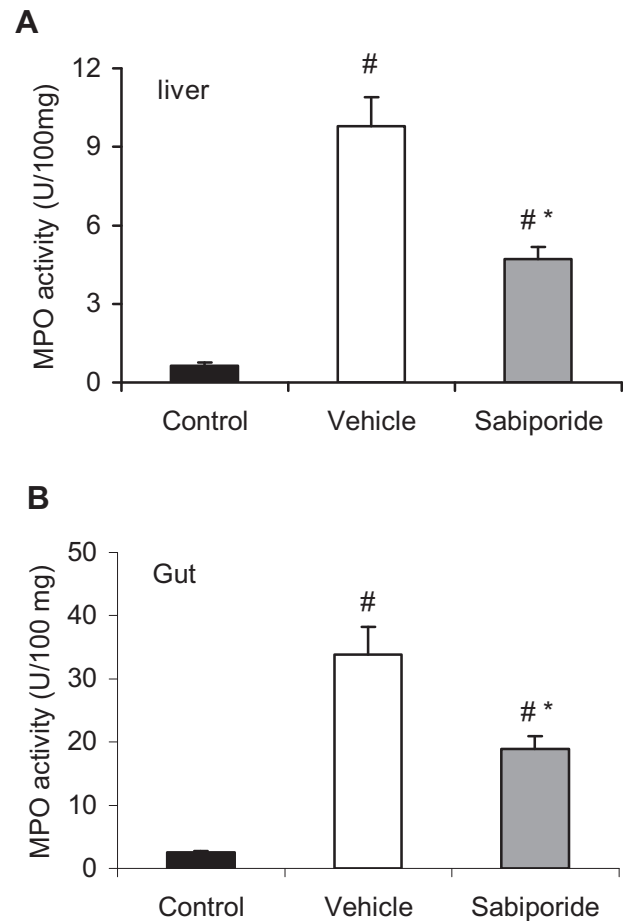 A
liver
MPO activity (U/100mg)
12
9
6
3
0
#
# *
Control Vehicle Sabiporide
B
Gut
MPO activity (U/100 mg)
50
40
30
20
10
0
#
# *
Control Vehicle Sabiporide